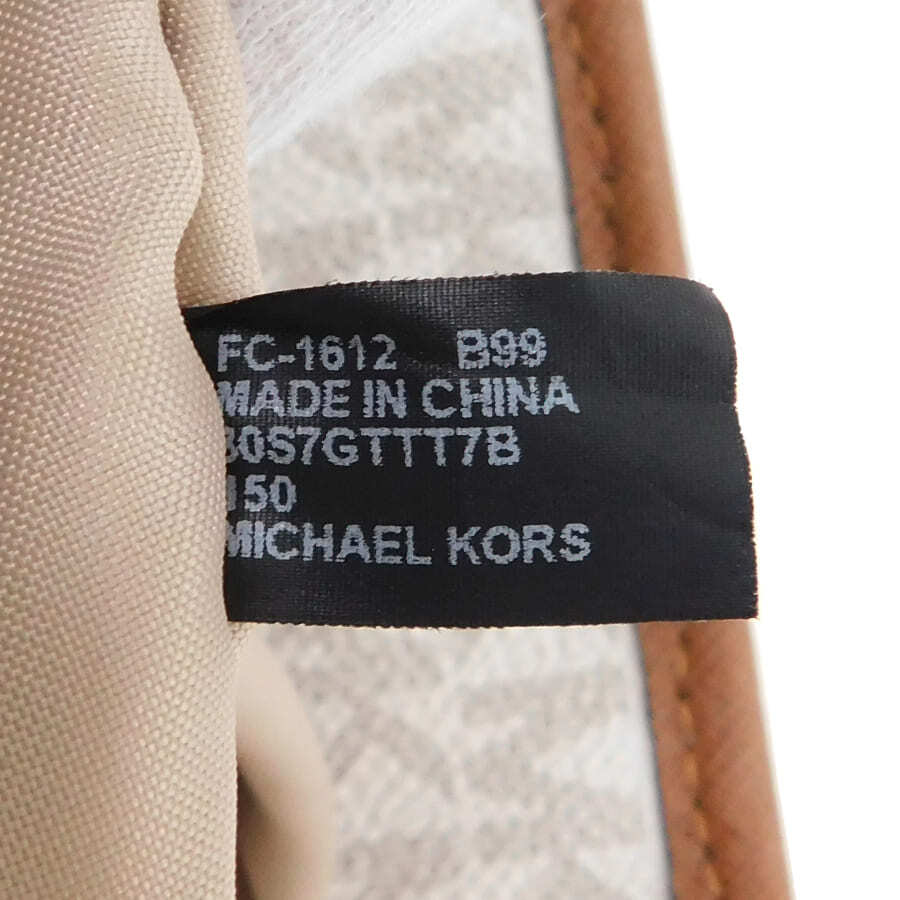 FC-1612 B99
MADE IN CHINA
30S7GTTT7B
150
MICHAEL KORS